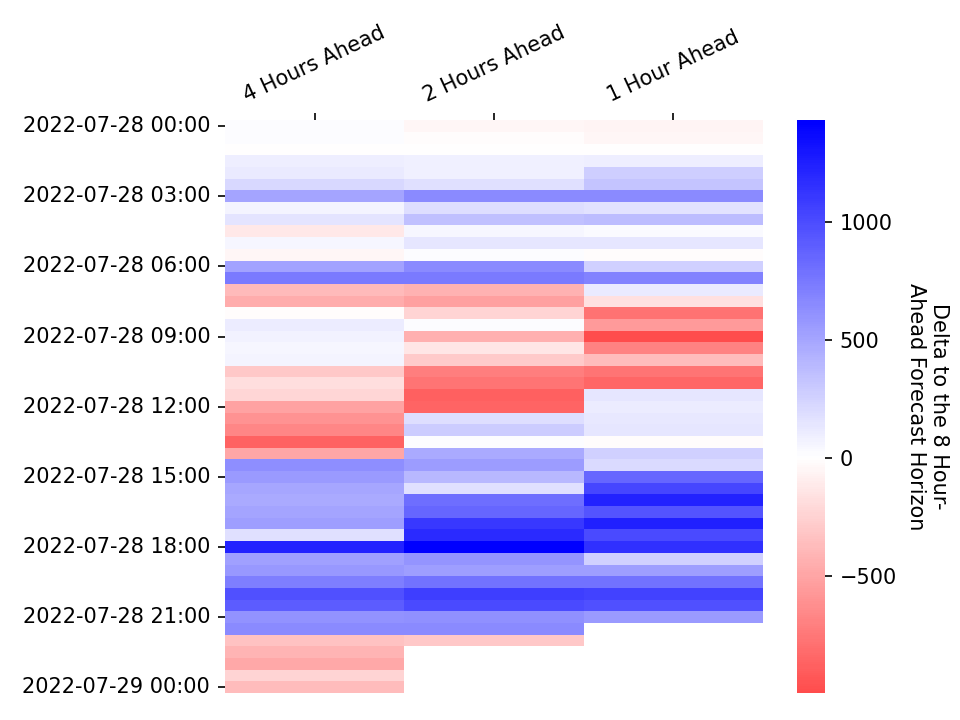 4 Hours Ahead
2 Hours Ahead
1 Hour Ahead
2022-07-28 00:00
2022-07-28 03:00
2022-07-28 06:00
2022-07-28 09:00
2022-07-28 12:00
2022-07-28 15:00
2022-07-28 18:00
2022-07-28 21:00
2022-07-29 00:00
1000
500
0
−500
Delta to the 8 Hour-
Ahead Forecast Horizon